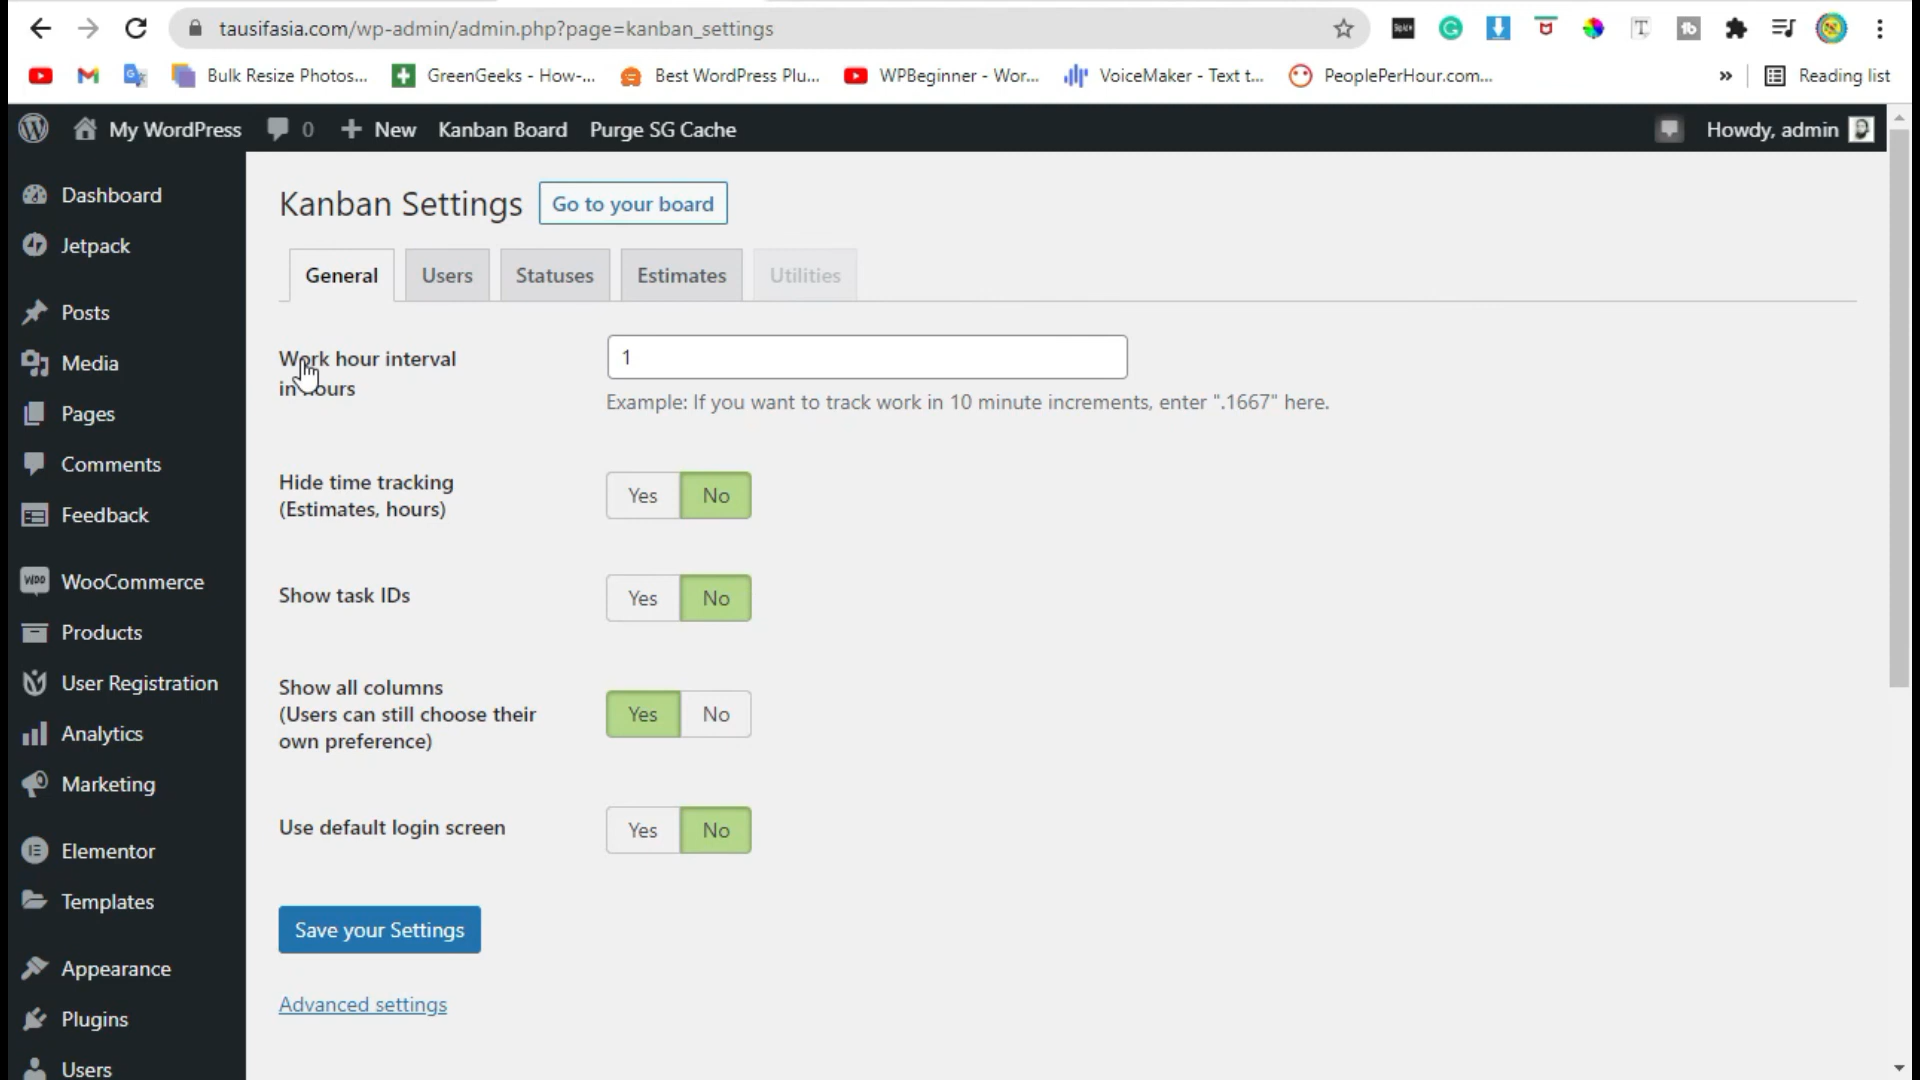 tausifasia.com/wp-admin/admin.php?page=kanban_settings
Bulk Resize Photos... GreenGeeks - How-... Best WordPress Plu... WPBeginner - Wor... VoiceMaker - Text t... PeoplePerHour.com... » Reading list
My WordPress 0 New Kanban Board Purge SG Cache Howdy, admin
Dashboard
Jetpack
Posts
Media
Pages
Comments
Feedback
WooCommerce
Products
User Registration
Analytics
Marketing
Elementor
Templates
Appearance
Plugins
Users
Kanban Settings Go to your board
General Users Statuses Estimates Utilities
Work hour interval
in hours
1
Example: If you want to track work in 10 minute increments, enter ".1667" here.
Hide time tracking
(Estimates, hours)
Yes No
Show task IDs
Yes No
Show all columns
(Users can still choose their
own preference)
Yes No
Use default login screen
Yes No
Save your Settings
Advanced settings